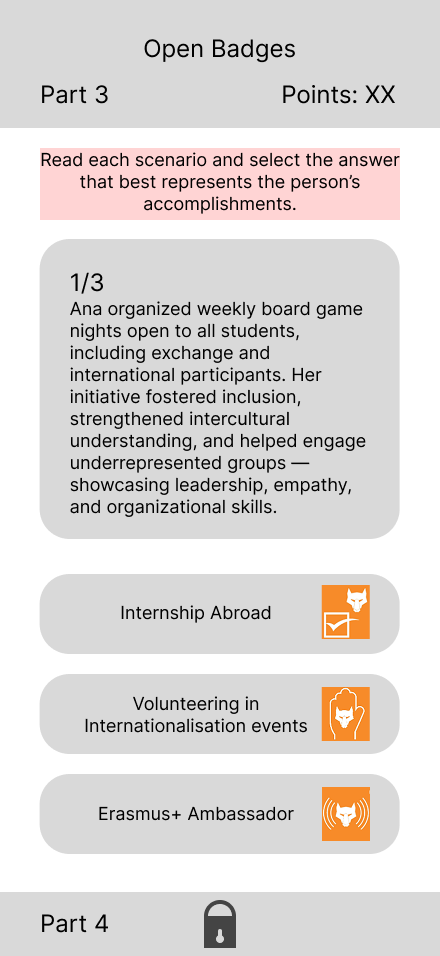 Open Badges
Part 3
Points: XX
Read each scenario and select the answer
that best represents the person’s
accomplishments.
1/3
Ana organized weekly board game
nights open to all students,
including exchange and
international participants. Her
initiative fostered inclusion,
strengthened intercultural
understanding, and helped engage
underrepresented groups —
showcasing leadership, empathy,
and organizational skills.
Internship Abroad
Volunteering in
Internationalisation events
Erasmus+ Ambassador
Part 4